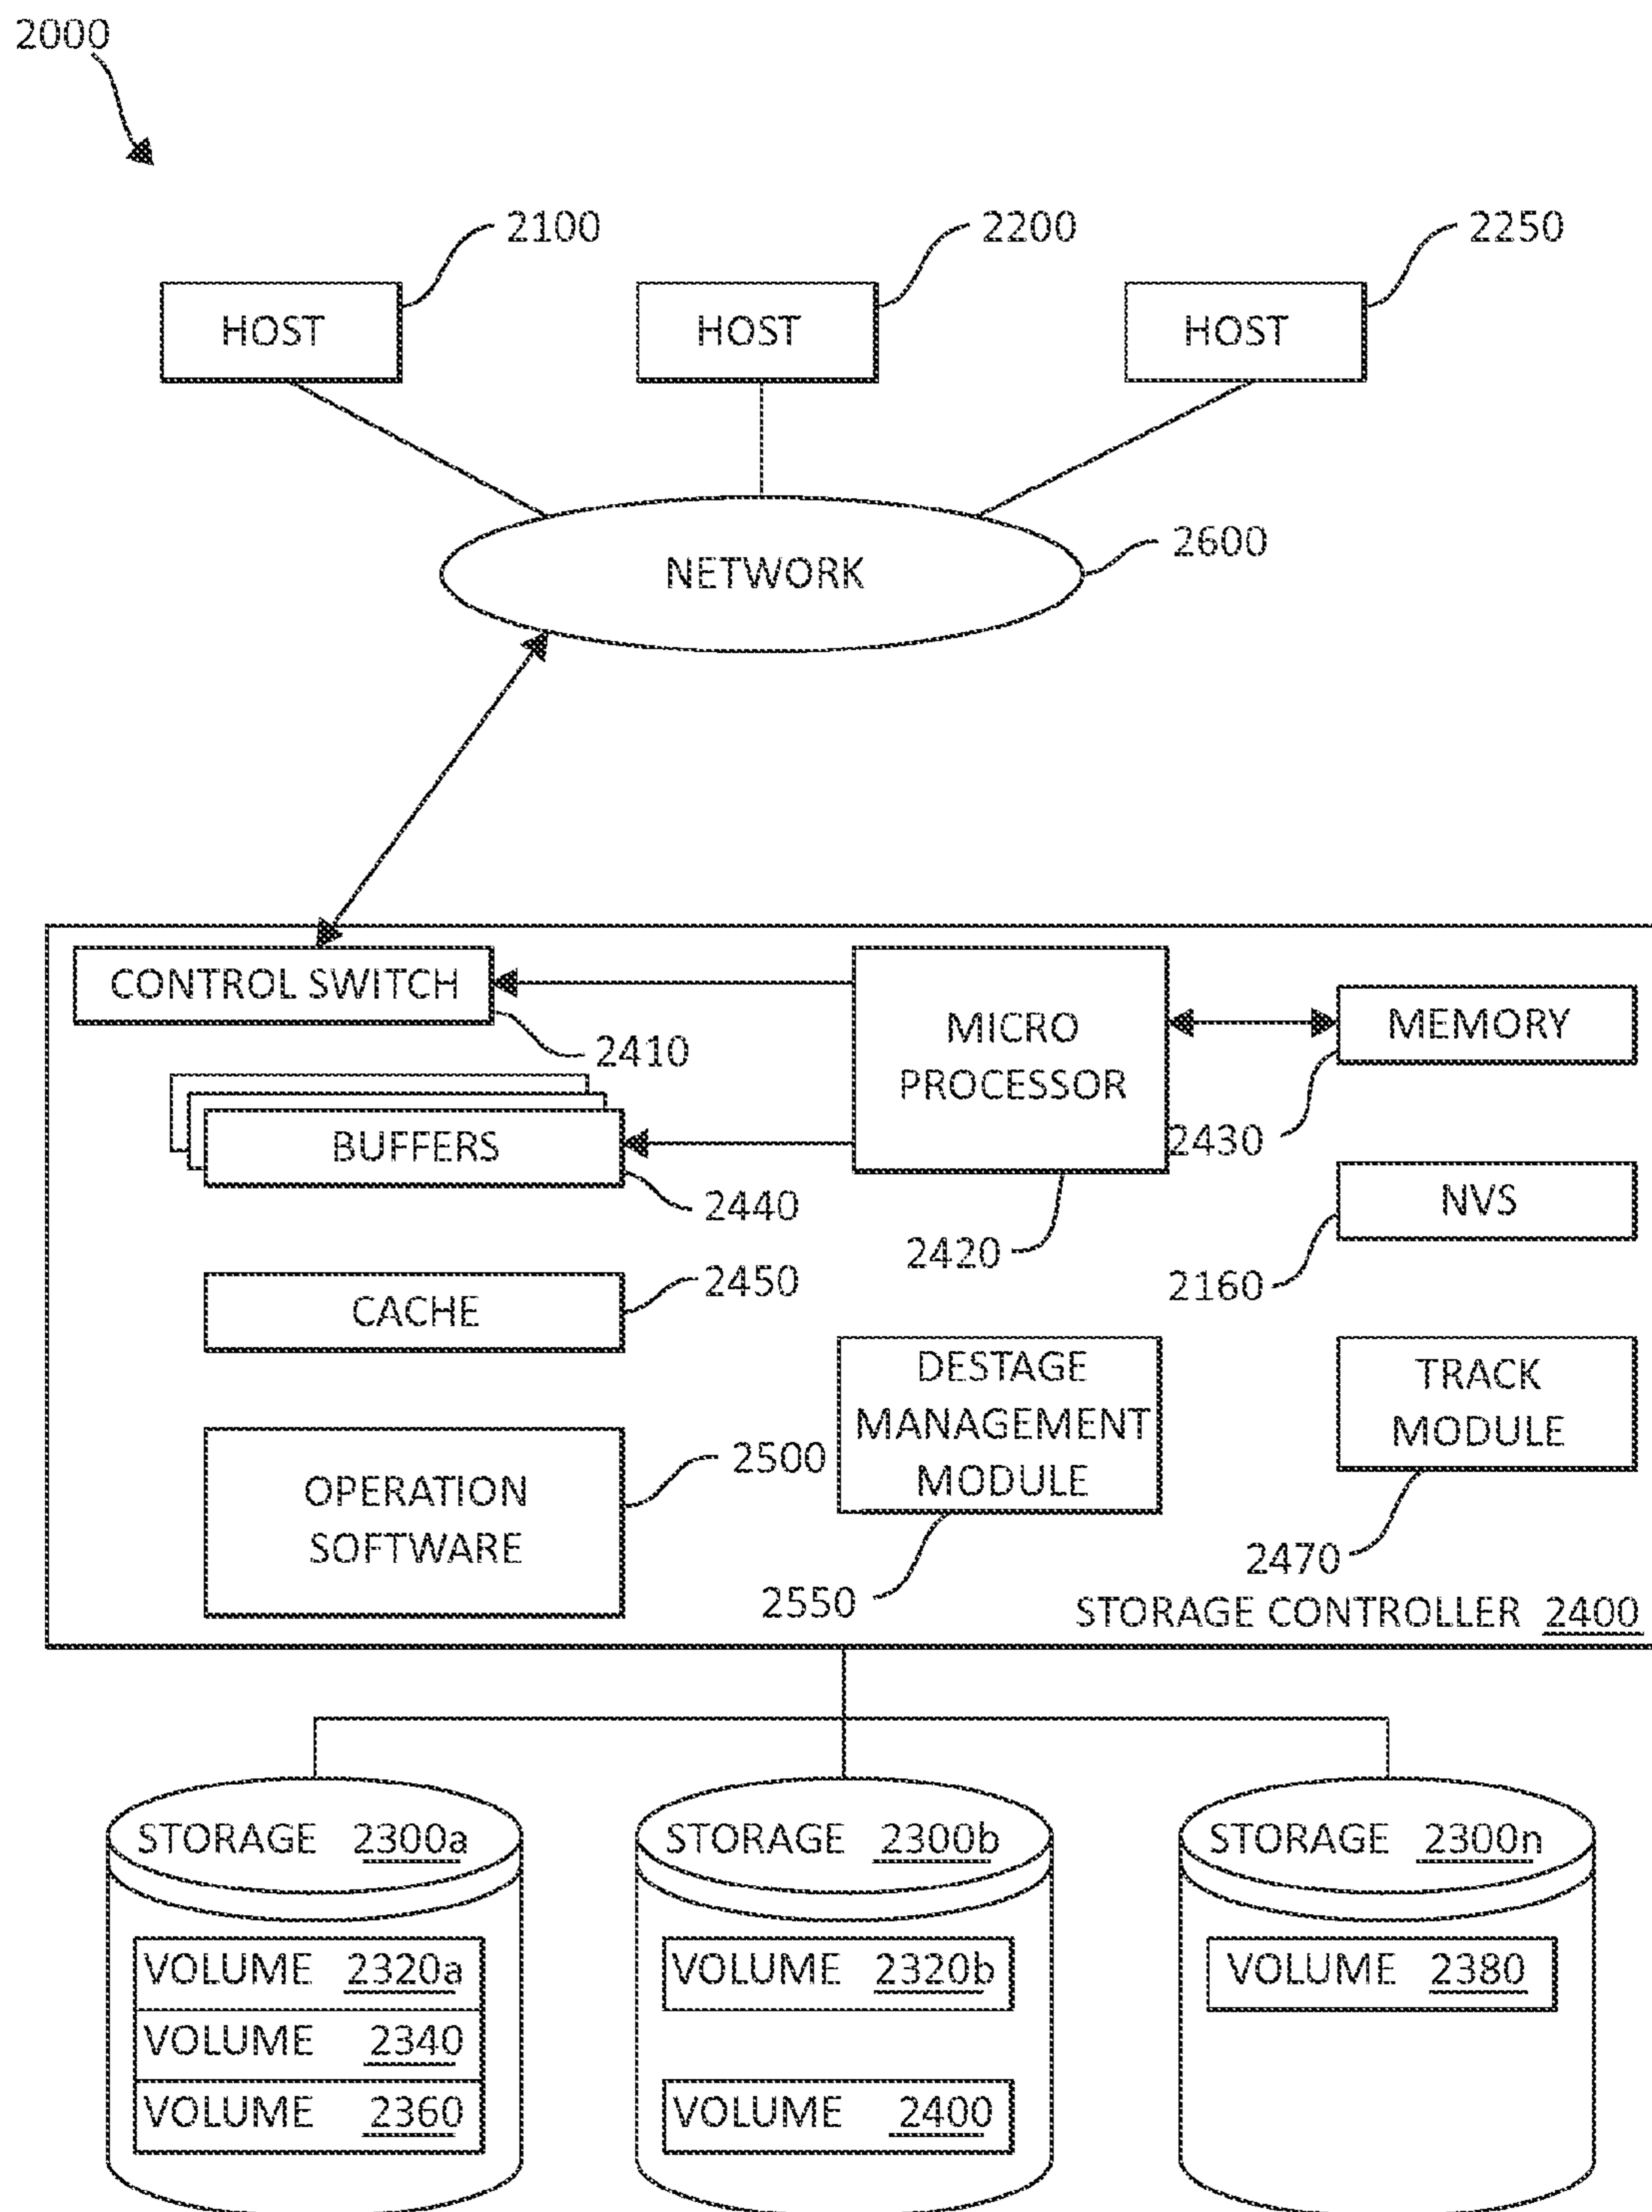 2000
2100
2200
2250
HOST
HOST
HOST
2600
NETWORK
CONTROL SWITCH
2410
MICRO
PROCESSOR
MEMORY
2430
BUFFERS
2440
2420
NVS
2160
2450
CACHE
DESTAGE
MANAGEMENT
MODULE
TRACK
MODULE
2500
OPERATION
SOFTWARE
2550
2470
STORAGE CONTROLLER 2400
STORAGE 2300a
STORAGE 2300b
STORAGE 2300n
VOLUME 2320a
VOLUME 2340
VOLUME 2360
VOLUME 2320b
VOLUME 2400
VOLUME 2380